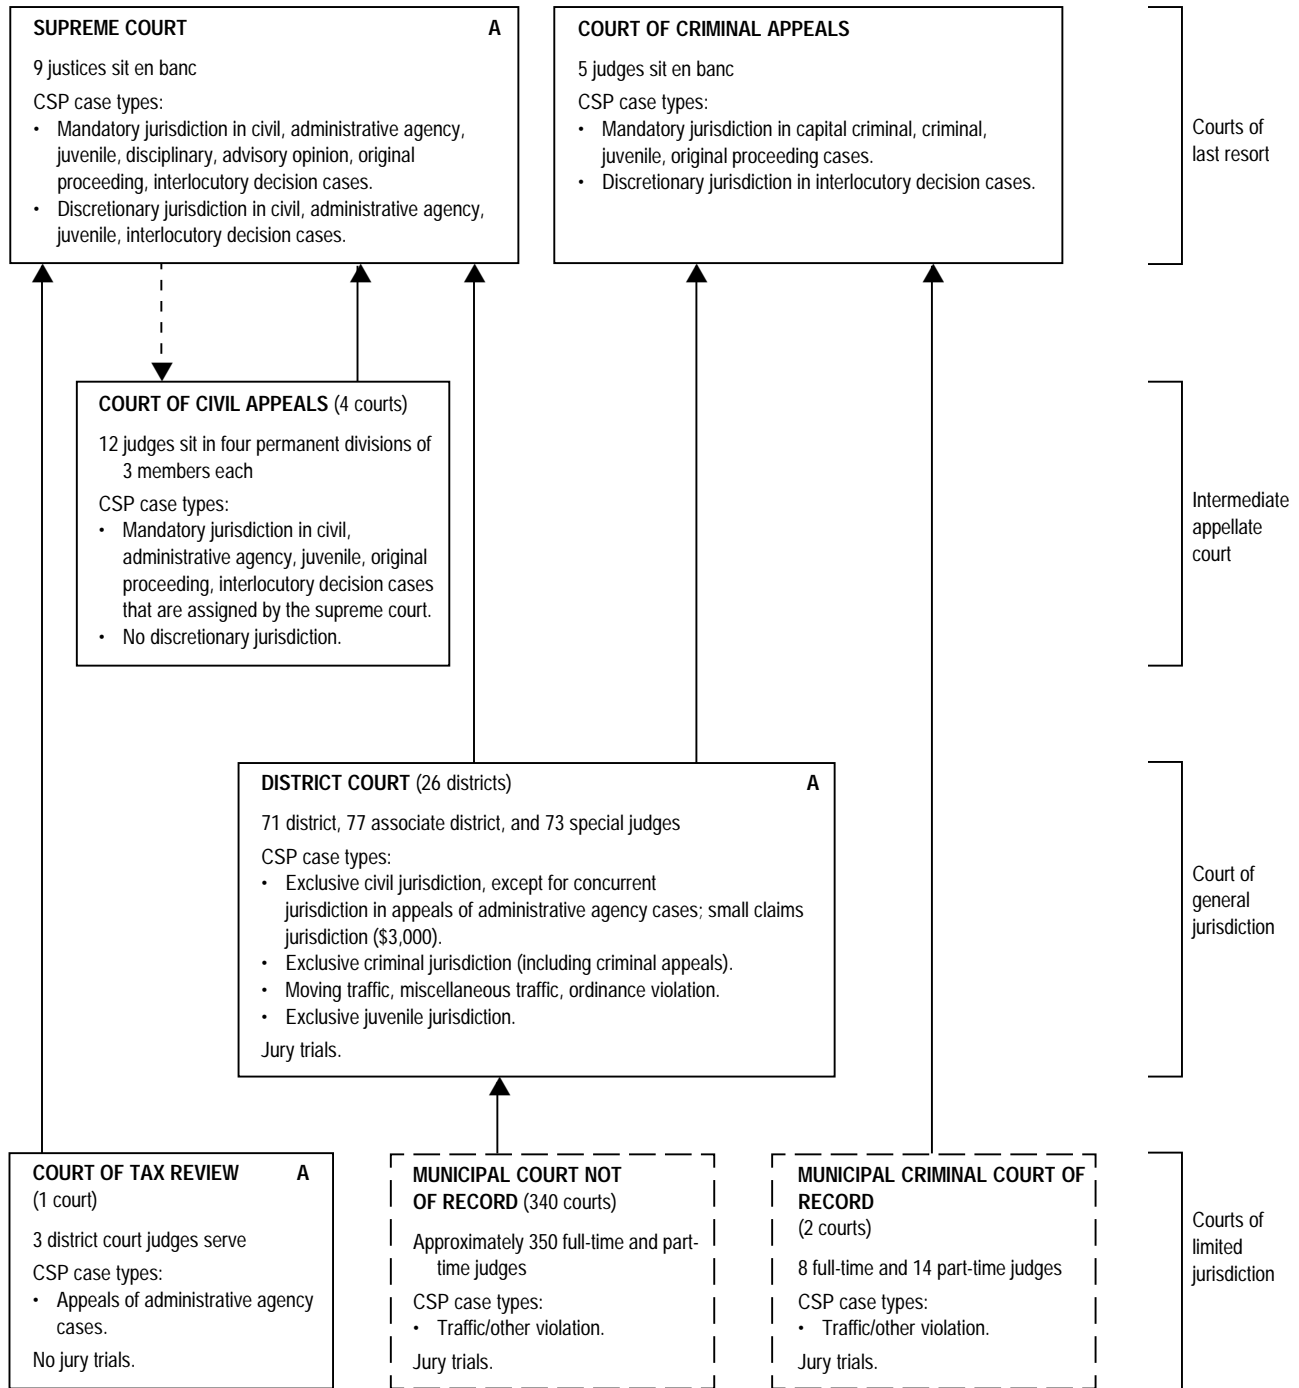 SUPREME COURT A
9 justices sit en banc
CSP case types:
• Mandatory jurisdiction in civil, administrative agency,
juvenile, disciplinary, advisory opinion, original
proceeding, interlocutory decision cases.
• Discretionary jurisdiction in civil, administrative agency,
juvenile, interlocutory decision cases.
COURT OF CRIMINAL APPEALS
5 judges sit en banc
CSP case types:
• Mandatory jurisdiction in capital criminal, criminal,
juvenile, original proceeding cases.
• Discretionary jurisdiction in interlocutory decision cases.
Courts of
last resort
COURT OF CIVIL APPEALS (4 courts)
12 judges sit in four permanent divisions of
3 members each
CSP case types:
• Mandatory jurisdiction in civil,
administrative agency, juvenile, original
proceeding, interlocutory decision cases
that are assigned by the supreme court.
• No discretionary jurisdiction.
Intermediate
appellate
court
DISTRICT COURT (26 districts) A
71 district, 77 associate district, and 73 special judges
CSP case types:
• Exclusive civil jurisdiction, except for concurrent
jurisdiction in appeals of administrative agency cases; small claims
jurisdiction ($3,000).
• Exclusive criminal jurisdiction (including criminal appeals).
• Moving traffic, miscellaneous traffic, ordinance violation.
• Exclusive juvenile jurisdiction.
Jury trials.
Court of
general
jurisdiction
COURT OF TAX REVIEW A
(1 court)
3 district court judges serve
CSP case types:
• Appeals of administrative agency
cases.
No jury trials.
MUNICIPAL COURT NOT
OF RECORD (340 courts)
Approximately 350 full-time and part-
time judges
CSP case types:
• Traffic/other violation.
Jury trials.
MUNICIPAL CRIMINAL COURT OF
RECORD
(2 courts)
8 full-time and 14 part-time judges
CSP case types:
• Traffic/other violation.
Jury trials.
Courts of
limited
jurisdiction